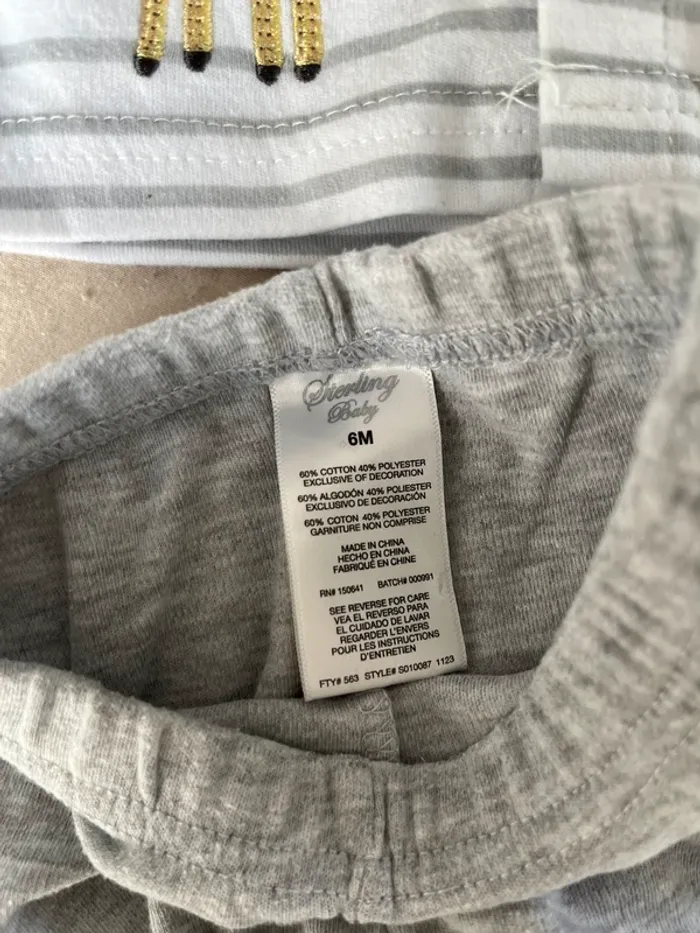 Sterling
Baby
6M
60% COTTON 40% POLYESTER
EXCLUSIVE OF DECORATION
60% ALGODÓN 40% POLIESTER
EXCLUSIVO DE DECORACIÓN
60% COTON 40% POLYESTER
GARNITURE NON COMPRISE
MADE IN CHINA
HECHO EN CHINA
FABRIQUÉ EN CHINE
RN# 150641 BATCH# 000991
SEE REVERSE FOR CARE
VEA EL REVERSO PARA
EL CUIDADO DE LAVAR
REGARDER L'ENVERS
POUR LES INSTRUCTIONS
D'ENTRETIEN
FTY# 563 STYLE# S010087 1123